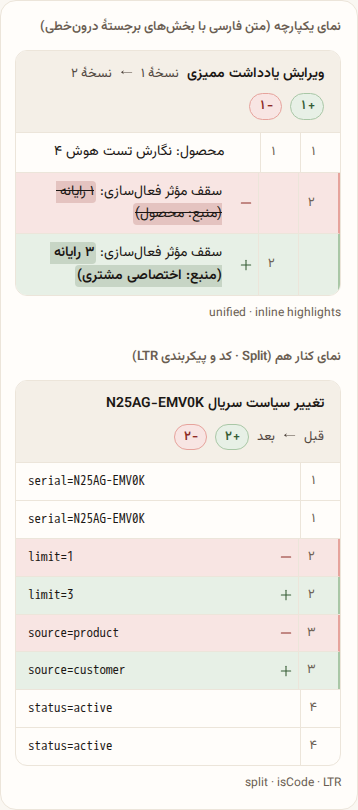 نمای یکپارچه (متن فارسی با بخش‌های برجستهٔ درون‌خطی)
ویرایش یادداشت ممیزی نسخهٔ ۱ ← نسخهٔ ۲
+۱ −۱
۱ ۱ محصول: نگارش تست هوش ۴
۲ − سقف مؤثر فعال‌سازی: ۱ رایانه
(منبع: محصول)
۲ + سقف مؤثر فعال‌سازی: ۳ رایانه
(منبع: اختصاصی مشتری)
unified · inline highlights
نمای کنار هم (Split · کد و پیکربندی LTR)
تغییر سیاست سریال N25AG-EMV0K
قبل ← بعد +۲ −۲
۱ serial=N25AG-EMV0K
۱ serial=N25AG-EMV0K
۲ − limit=1
۲ + limit=3
۳ − source=product
۳ + source=customer
۴ status=active
۴ status=active
split · isCode · LTR